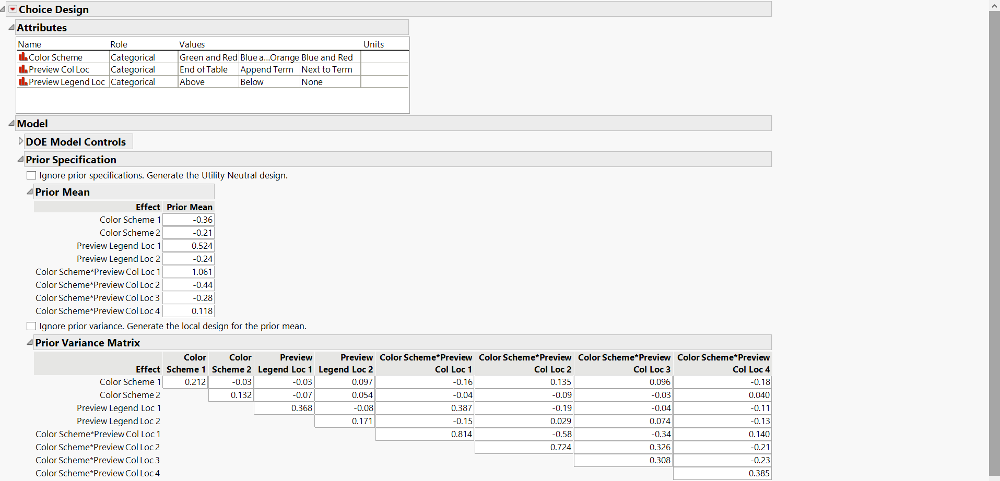 Choice Design
Attributes
Name Role Values Units
Color Scheme Categorical Green and Red Blue a...Orange Blue and Red
Preview Col Loc Categorical End of Table Append Term Next to Term
Preview Legend Loc Categorical Above Below None
Model
DOE Model Controls
Prior Specification
Ignore prior specifications. Generate the Utility Neutral design.
Prior Mean
Effect Prior Mean
Color Scheme 1 -0.36
Color Scheme 2 -0.21
Preview Legend Loc 1 0.524
Preview Legend Loc 2 -0.24
Color Scheme*Preview Col Loc 1 1.061
Color Scheme*Preview Col Loc 2 -0.44
Color Scheme*Preview Col Loc 3 -0.28
Color Scheme*Preview Col Loc 4 0.118
Ignore prior variance. Generate the local design for the prior mean.
Prior Variance Matrix
Color Color Preview Preview Color Scheme*Preview Color Scheme*Preview Color Scheme*Preview Color Scheme*Preview
Effect Scheme 1 Scheme 2 Legend Loc 1 Legend Loc 2 Col Loc 1 Col Loc 2 Col Loc 3 Col Loc 4
Color Scheme 1 0.212 -0.03 -0.03 0.097 -0.16 0.135 0.096 -0.18
Color Scheme 2 0.132 -0.07 0.054 -0.04 -0.09 -0.03 0.040
Preview Legend Loc 1 0.368 -0.08 0.387 -0.19 -0.04 -0.11
Preview Legend Loc 2 0.171 -0.15 0.029 0.074 -0.13
Color Scheme*Preview Col Loc 1 0.814 -0.58 -0.34 0.140
Color Scheme*Preview Col Loc 2 0.724 0.326 -0.21
Color Scheme*Preview Col Loc 3 0.308 -0.23
Color Scheme*Preview Col Loc 4 0.385